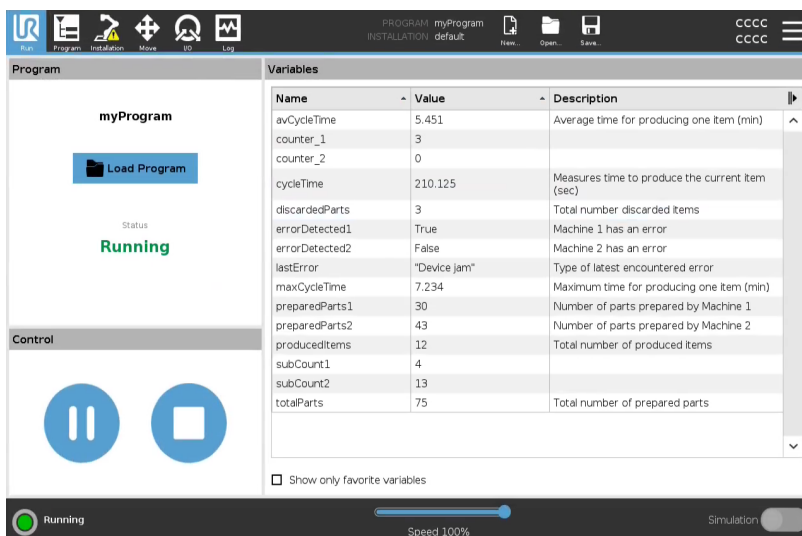 UR
Run
Program
Installation
Move
I/O
Log
PROGRAM myProgram
INSTALLATION default
New...
Open...
Save...
CCCC
CCCC
Program
myProgram
Load Program
Status
Running
Control
Variables
Name Value Description
avCycleTime 5.451 Average time for producing one item (min)
counter_1 3
counter_2 0
cycleTime 210.125 Measures time to produce the current item
(sec)
discardedParts 3 Total number discarded items
errorDetected1 True Machine 1 has an error
errorDetected2 False Machine 2 has an error
lastError "Device jam" Type of latest encountered error
maxCycleTime 7.234 Maximum time for producing one item (min)
preparedParts1 30 Number of parts prepared by Machine 1
preparedParts2 43 Number of parts prepared by Machine 2
producedItems 12 Total number of produced items
subCount1 4
subCount2 13
totalParts 75 Total number of prepared parts
Show only favorite variables
Running
Speed 100%
Simulation